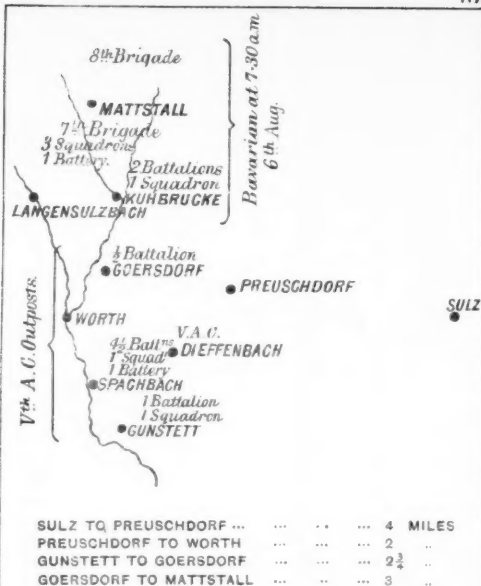 8th Brigade
MATTSTALL
7th Brigade
3 Squadrons
1 Battery.
2 Battalions
1 Squadron
KUHBRUCKE
LANGENSULZBACH
Bavarian at 7·30 a.m
6th Aug.
½ Battalion
GOERSDORF
PREUSCHDORF
SULZ
WORTH
V.A.C.
4½ Battns
DIEFFENBACH
1 Squadn
1 Battery
SPACHBACH
1 Battalion
1 Squadron
GUNSTETT
Vth A.C. Outposts.
SULZ TO PREUSCHDORF ... ... .. ... 4 MILES
PREUSCHDORF TO WORTH ... ... ... 2 ..
GUNSTETT TO GOERSDORF ... ... ... 2¾ ..
GOERSDORF TO MATTSTALL ... .. ... 3 ..